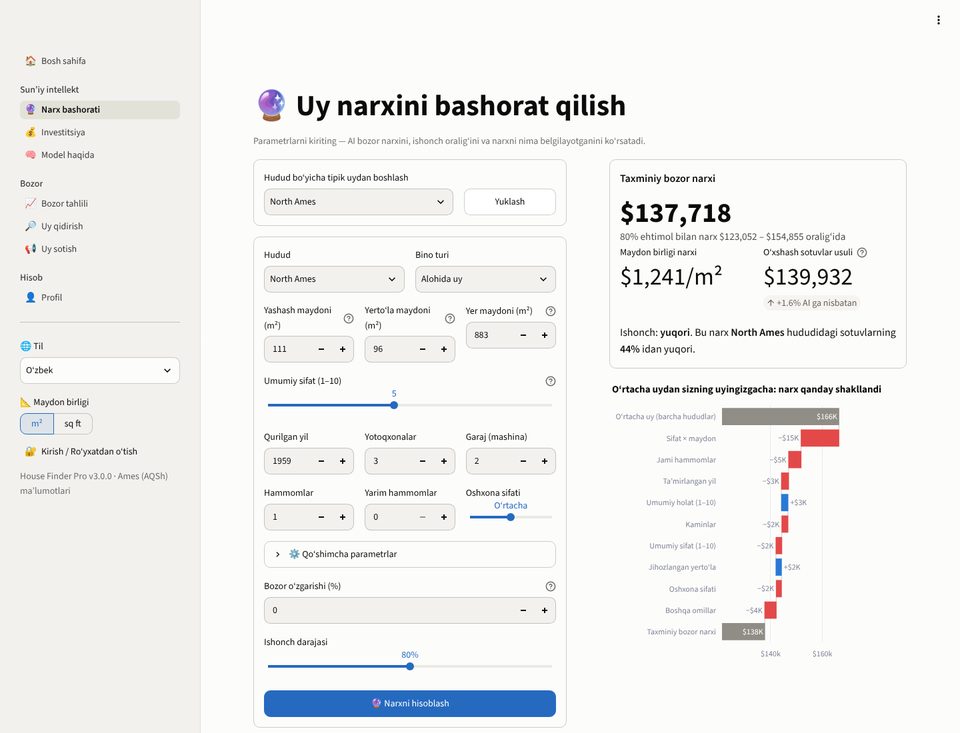 Bosh sahifa
Sun'iy intellekt
Narx bashorati
Investitsiya
Model haqida
Bozor
Bozor tahlili
Uy qidirish
Uy sotish
Hisob
Profil
Til
O'zbek
Maydon birligi
m² sq ft
Kirish / Ro'yxatdan o'tish
House Finder Pro v3.0.0 · Ames (AQSh)
ma'lumotlari
Uy narxini bashorat qilish
Parametrlarni kiriting — AI bozor narxini, ishonch oralig'ini va narxni nima belgilayotganini ko'rsatadi.
Hudud bo'yicha tipik uydan boshlash
North Ames Yuklash
Hudud Bino turi
North Ames Alohida uy
Yashash maydoni (m²) Yerto'la maydoni (m²) Yer maydoni (m²)
111 − + 96 − + 883 − +
Umumiy sifat (1–10)
5
Qurilgan yil Yotoqxonalar Garaj (mashina)
1959 − + 3 − + 2 − +
Hammomlar Yarim hammomlar Oshxona sifati
1 − + 0 − + O'rtacha
Qo'shimcha parametrlar
Bozor o'zgarishi (%)
0 − +
Ishonch darajasi
80%
Narxni hisoblash
Taxminiy bozor narxi
$137,718
80% ehtimol bilan narx $123,052 – $154,855 oralig'ida
Maydon birligi narxi O'xshash sotuvlar usuli
$1,241/m² $139,932
↑ +1.6% AI ga nisbatan
Ishonch: yuqori. Bu narx North Ames hududidagi sotuvlarning
44% idan yuqori.
O'rtacha uydan sizning uyingizgacha: narx qanday shakllandi
O'rtacha uy (barcha hududlar) $166K
Sifat × maydon −$15K
Jami hammomlar −$5K
Ta'mirlangan yil −$3K
Umumiy holat (1–10) +$3K
Kaminlar −$2K
Umumiy sifat (1–10) −$2K
Jihozlangan yerto'la +$2K
Oshxona sifati −$2K
Boshqa omillar −$4K
Taxminiy bozor narxi $138K
$140k $160k